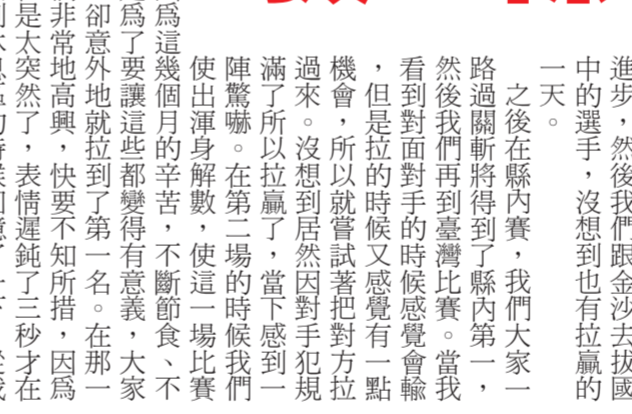 進步，然後我們跟金沙去拔國
中的選手，沒想到也有拉贏的
一天。
之後在縣內賽，我們大家一
路過關斬將得到了縣內第一，
然後我們再到臺灣比賽。當我
看到對面對手的時候感覺會輸
，但是拉的時候又感覺有一點
機會，所以就嘗試著把對方拉
過來。沒想到居然因對手犯規
滿了所以拉贏了，當下感到一
陣驚嚇。在第二場的時候我們
使出渾身解數，使這一場比賽
為這幾個月的辛苦，不斷節食、不
為了要讓這些都變得有意義，大家
卻意外地就拉到了第一名。在那一
非常地高興，快要不知所措，因為
是太突然了，表情遲鈍了三秒才在